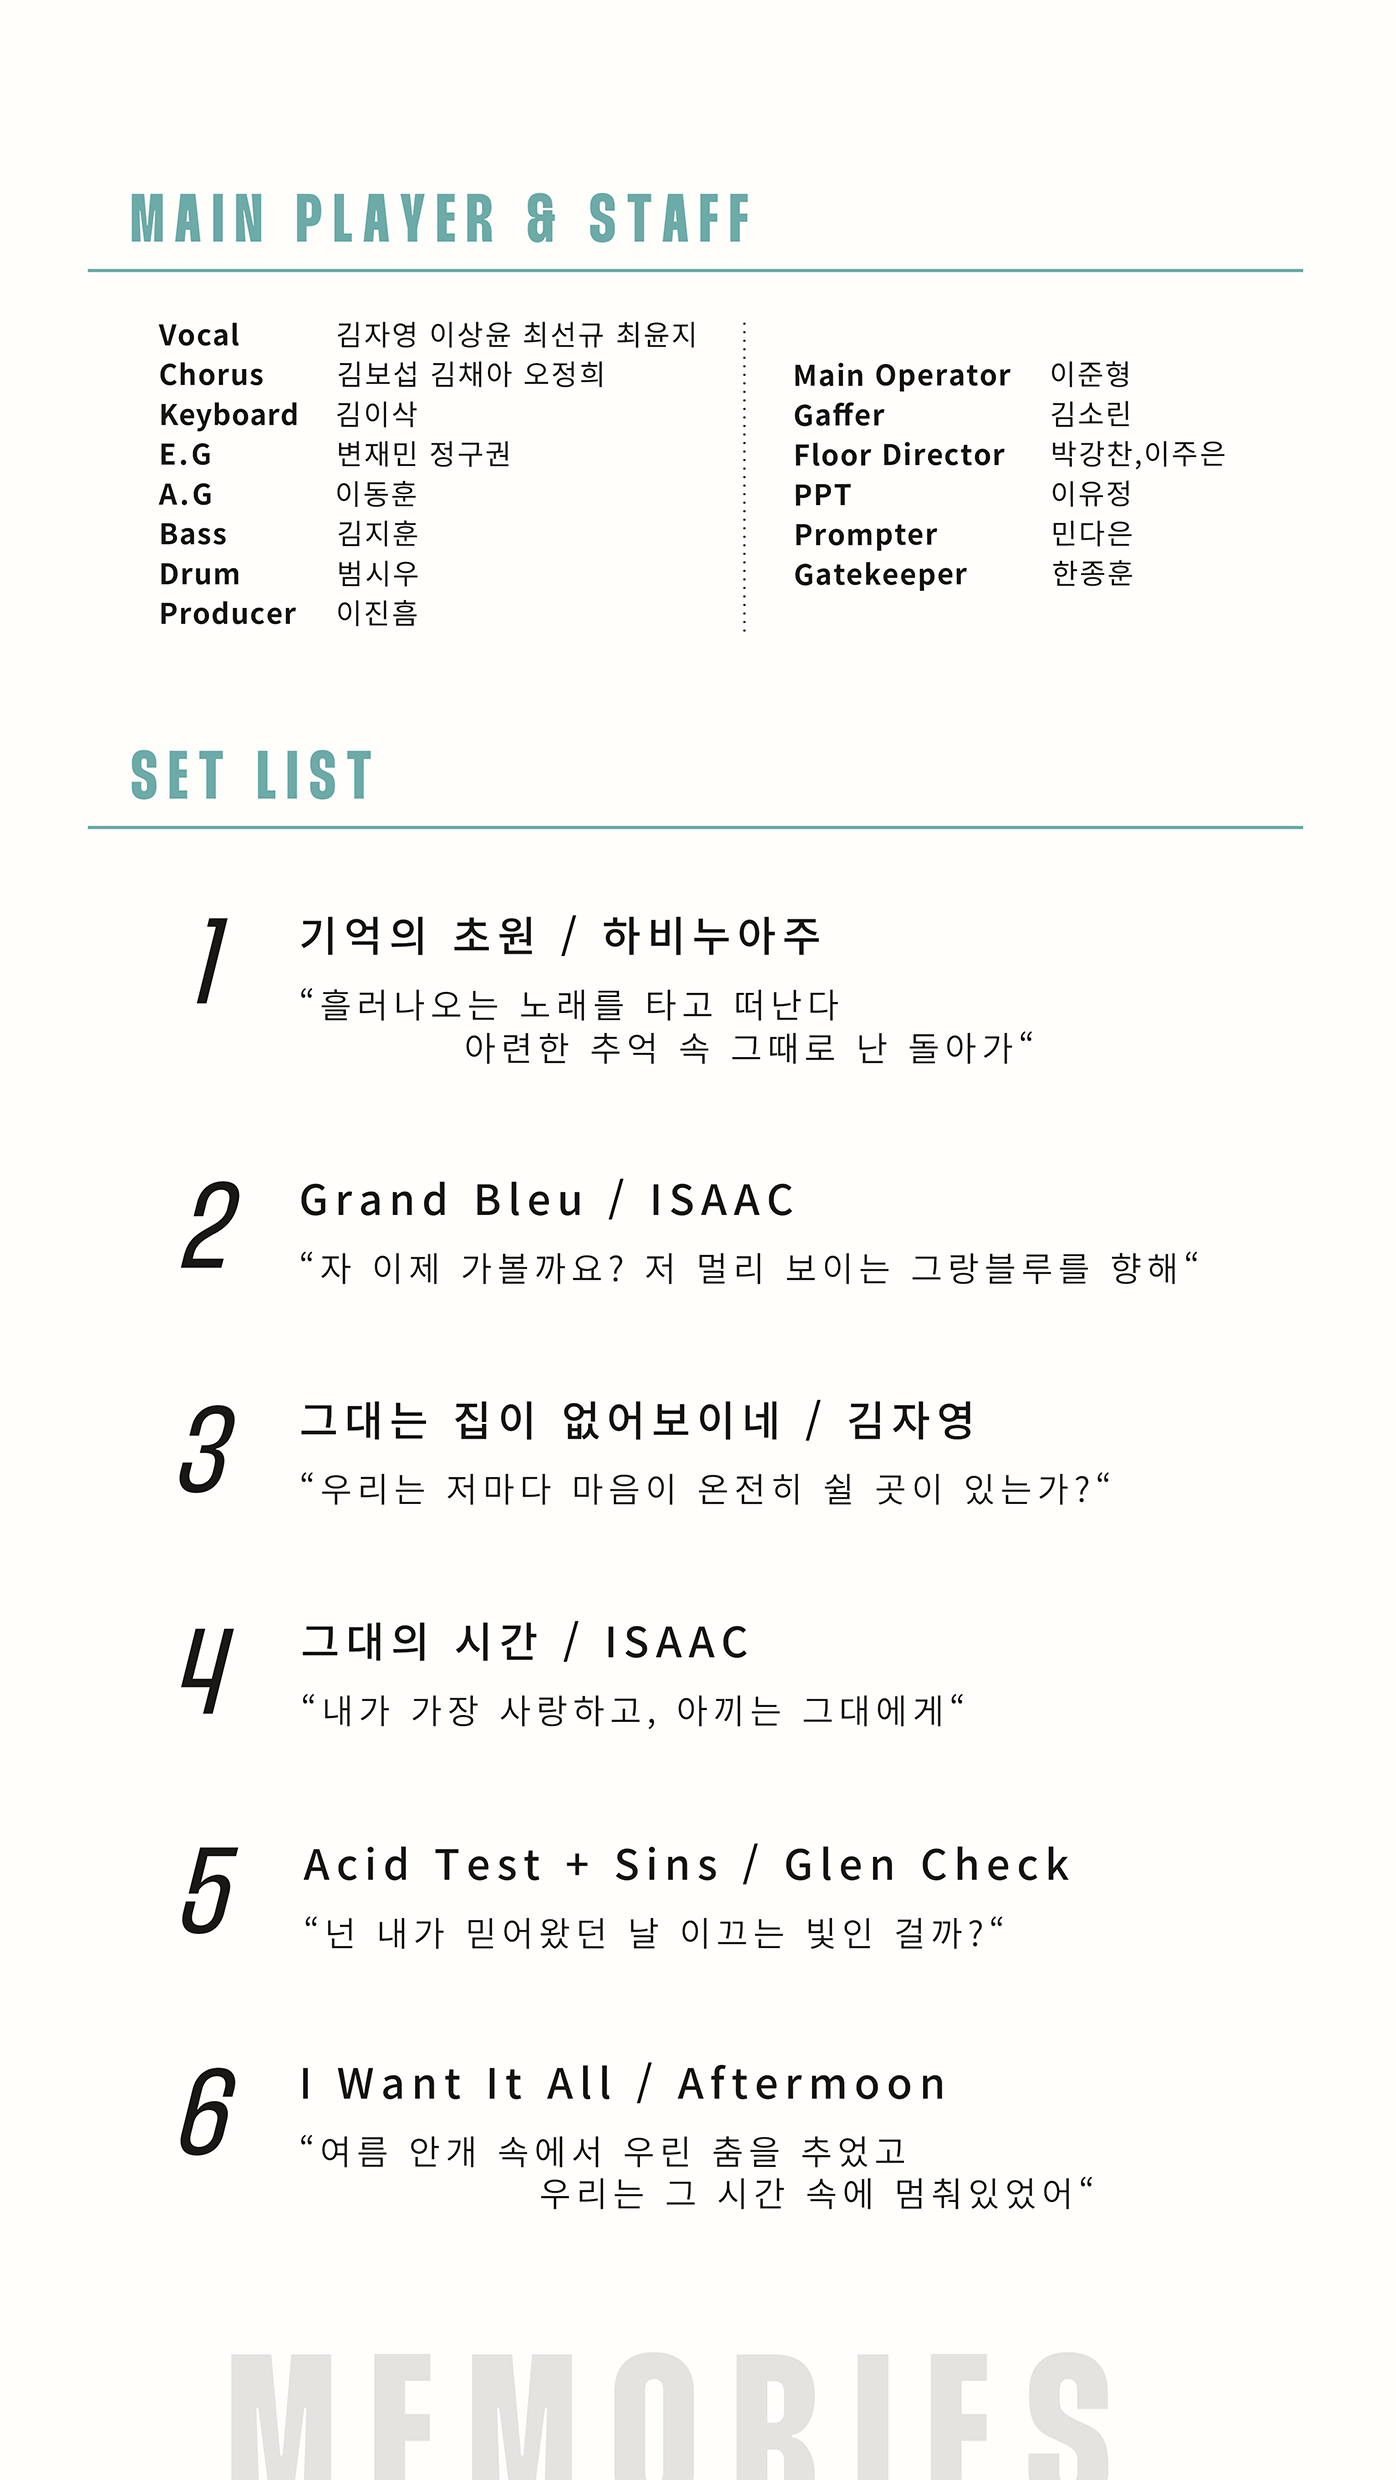 MAIN PLAYER & STAFF
Vocal 김자영 이상윤 최선규 최윤지
Chorus 김보섭 김채아 오정희
Keyboard 김이삭
E.G 변재민 정구권
A.G 이동훈
Bass 김지훈
Drum 범시우
Producer 이진흠
Main Operator 이준형
Gaffer 김소린
Floor Director 박강찬,이주은
PPT 이유정
Prompter 민다은
Gatekeeper 한종훈
SET LIST
1 기억의 초원 / 하비누아주
“흘러나오는 노래를 타고 떠난다
아련한 추억 속 그때로 난 돌아가“
2 Grand Bleu / ISAAC
“자 이제 가볼까요? 저 멀리 보이는 그랑블루를 향해“
3 그대는 집이 없어보이네 / 김자영
“우리는 저마다 마음이 온전히 쉴 곳이 있는가?“
4 그대의 시간 / ISAAC
“내가 가장 사랑하고, 아끼는 그대에게“
5 Acid Test + Sins / Glen Check
“넌 내가 믿어왔던 날 이끄는 빛인 걸까?“
6 I Want It All / Aftermoon
“여름 안개 속에서 우린 춤을 추었고
우리는 그 시간 속에 멈춰있었어“
MEMORIES